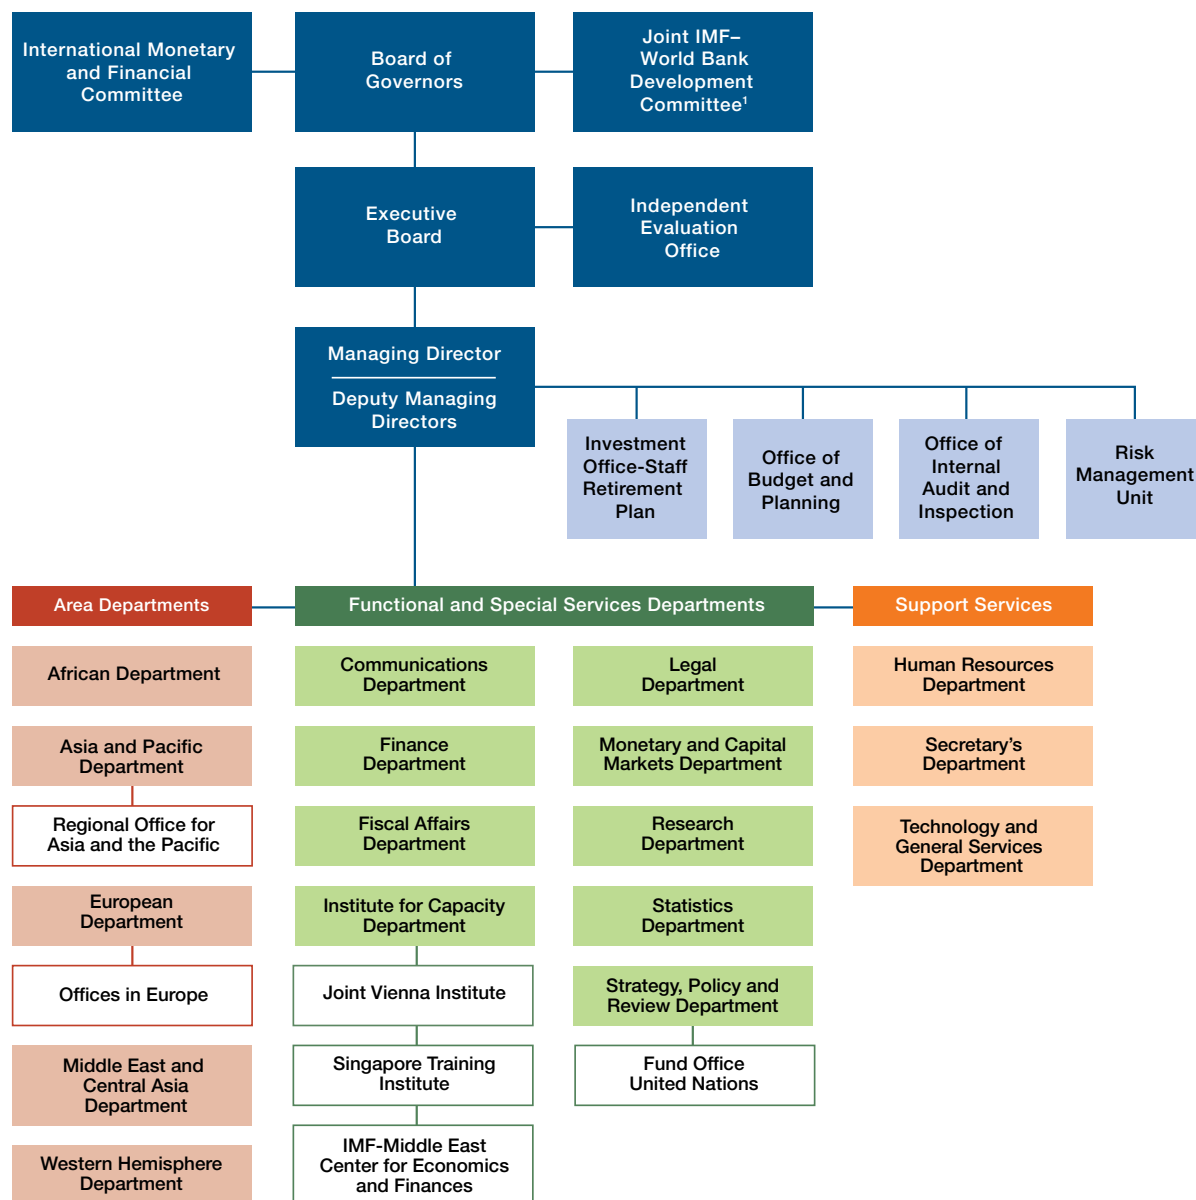 International Monetary
and Financial
Committee
Board of
Governors
Joint IMF–
World Bank
Development
Committee¹
Executive
Board
Independent
Evaluation
Office
Managing Director
Deputy Managing
Directors
Investment
Office-Staff
Retirement
Plan
Office of
Budget and
Planning
Office of
Internal
Audit and
Inspection
Risk
Management
Unit
Area Departments
African Department
Asia and Pacific
Department
Regional Office for
Asia and the Pacific
European
Department
Offices in Europe
Middle East and
Central Asia
Department
Western Hemisphere
Department
Functional and Special Services Departments
Communications
Department
Finance
Department
Fiscal Affairs
Department
Institute for Capacity
Department
Joint Vienna Institute
Singapore Training
Institute
IMF-Middle East
Center for Economics
and Finances
Legal
Department
Monetary and Capital
Markets Department
Research
Department
Statistics
Department
Strategy, Policy and
Review Department
Fund Office
United Nations
Support Services
Human Resources
Department
Secretary’s
Department
Technology and
General Services
Department